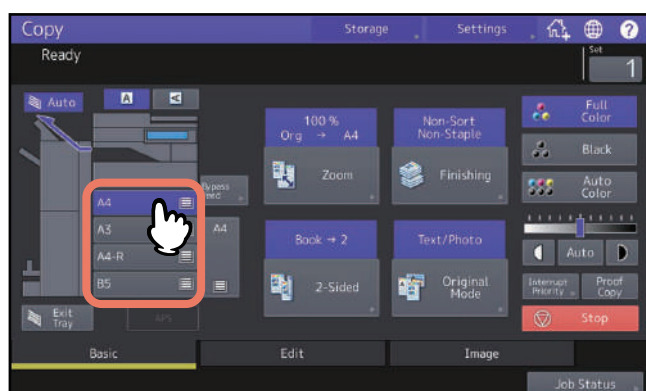 Copy
Storage
Settings
Ready
Set
1
Auto
A
A
100 %
Org → A4
Zoom
Non-Sort
Non-Staple
Finishing
Full
Color
Black
Auto
Color
Bypass
Feed
A4
A3
A4-R
B5
A4
Book → 2
2-Sided
Text/Photo
Original
Mode
Auto
Interrupt
Priority
Proof
Copy
Exit
Tray
APS
Stop
Basic
Edit
Image
Job Status